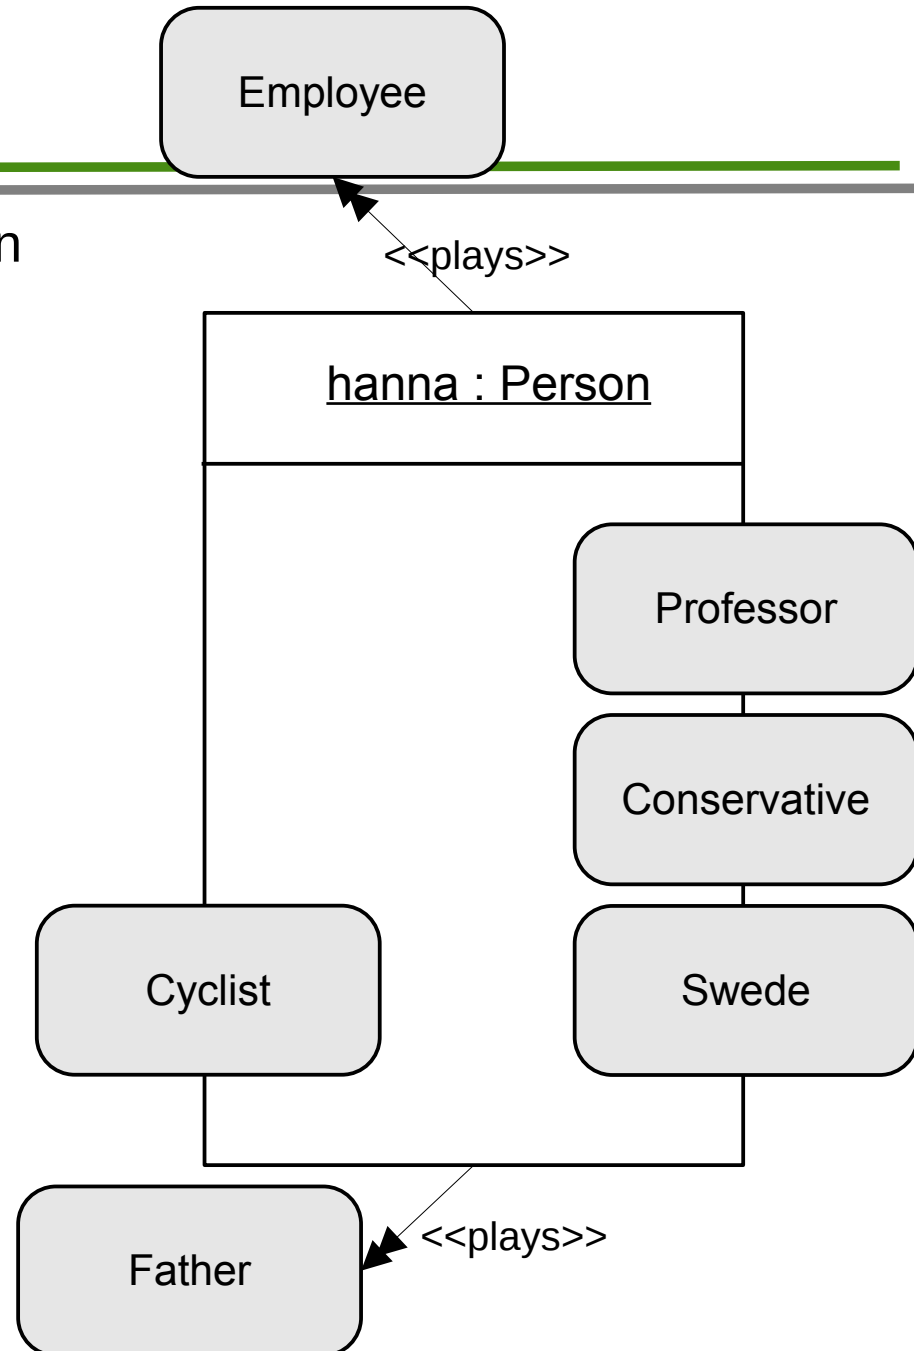 Employee
n
<<plays>>
hanna : Person
Professor
Conservative
Cyclist
Swede
<<plays>>
Father